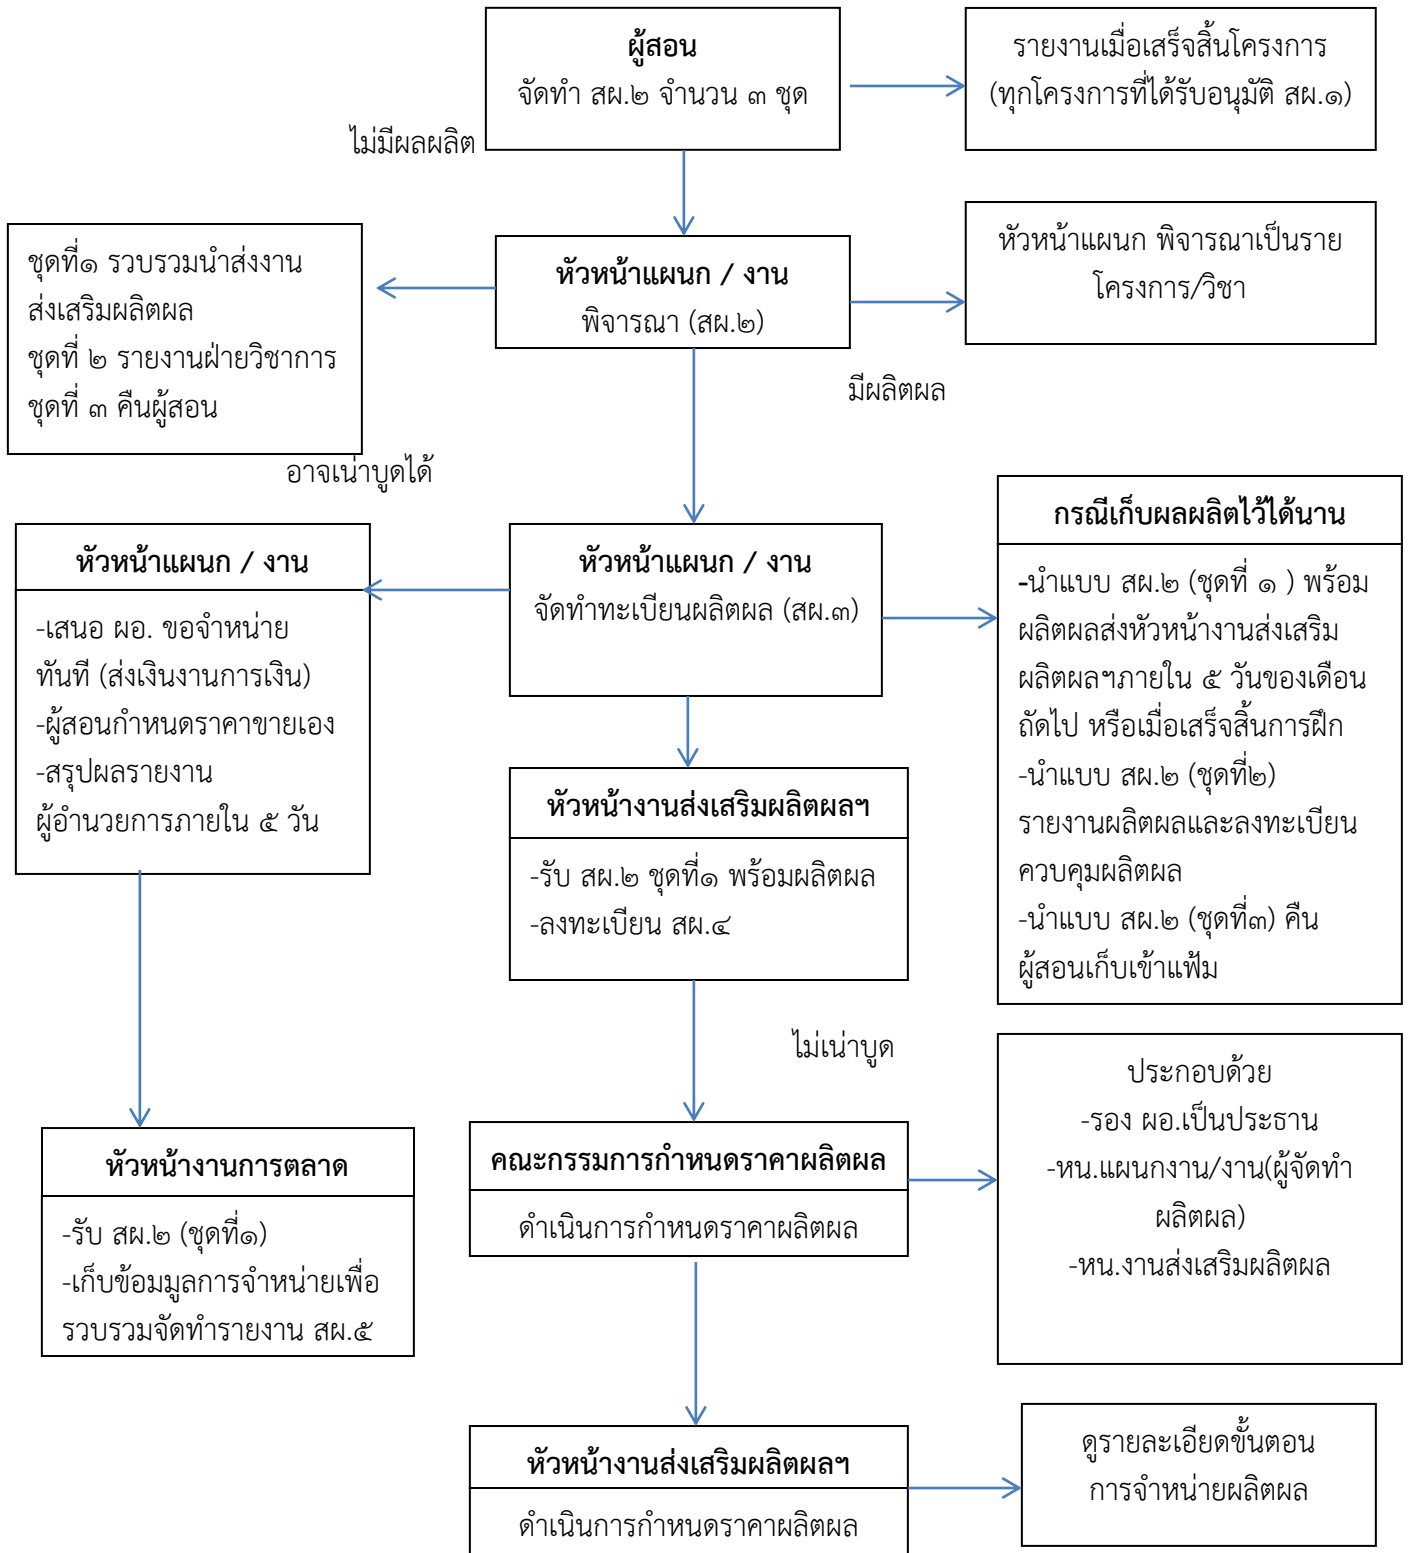 ผู้สอน
จัดทำ สผ.๒ จำนวน ๓ ชุด
รายงานเมื่อเสร็จสิ้นโครงการ
(ทุกโครงการที่ได้รับอนุมัติ สผ.๑)
ไม่มีผลผลิต
ชุดที่๑ รวบรวมนำส่งงาน
ส่งเสริมผลิตผล
ชุดที่ ๒ รายงานฝ่ายวิชาการ
ชุดที่ ๓ คืนผู้สอน
หัวหน้าแผนก / งาน
พิจารณา (สผ.๒)
หัวหน้าแผนก พิจารณาเป็นราย
โครงการ/วิชา
มีผลิตผล
อาจเน่าบูดได้
หัวหน้าแผนก / งาน
-เสนอ ผอ. ขอจำหน่าย
ทันที (ส่งเงินงานการเงิน)
-ผู้สอนกำหนดราคาขายเอง
-สรุปผลรายงาน
ผู้อำนวยการภายใน ๕ วัน
หัวหน้าแผนก / งาน
จัดทำทะเบียนผลิตผล (สผ.๓)
กรณีเก็บผลผลิตไว้ได้นาน
-นำแบบ สผ.๒ (ชุดที่ ๑ ) พร้อม
ผลิตผลส่งหัวหน้างานส่งเสริม
ผลิตผลฯภายใน ๕ วันของเดือน
ถัดไป หรือเมื่อเสร็จสิ้นการฝึก
-นำแบบ สผ.๒ (ชุดที่๒)
รายงานผลิตผลและลงทะเบียน
ควบคุมผลิตผล
-นำแบบ สผ.๒ (ชุดที่๓) คืน
ผู้สอนเก็บเข้าแฟ้ม
หัวหน้างานส่งเสริมผลิตผลฯ
-รับ สผ.๒ ชุดที่๑ พร้อมผลิตผล
-ลงทะเบียน สผ.๔
ไม่เน่าบูด
หัวหน้างานการตลาด
-รับ สผ.๒ (ชุดที่๑)
-เก็บข้อมมูลการจำหน่ายเพื่อ
รวบรวมจัดทำรายงาน สผ.๕
คณะกรรมการกำหนดราคาผลิตผล
ดำเนินการกำหนดราคาผลิตผล
ประกอบด้วย
-รอง ผอ.เป็นประธาน
-หน.แผนกงาน/งาน(ผู้จัดทำ
ผลิตผล)
-หน.งานส่งเสริมผลิตผล
หัวหน้างานส่งเสริมผลิตผลฯ
ดำเนินการกำหนดราคาผลิตผล
ดูรายละเอียดขั้นตอน
การจำหน่ายผลิตผล